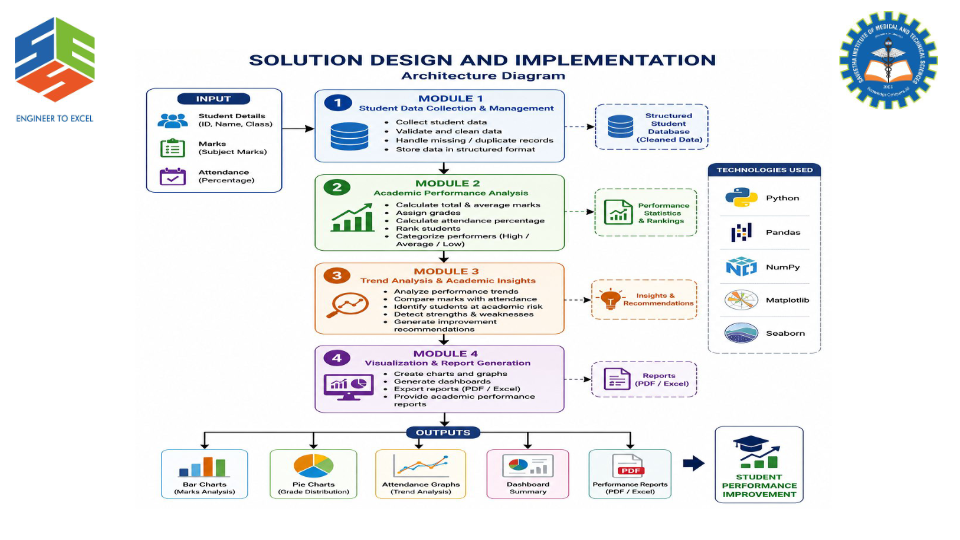 SES
ENGINEER TO EXCEL
SAVEETHA INSTITUTE OF MEDICAL AND TECHNICAL SCIENCES
SOLUTION DESIGN AND IMPLEMENTATION
Architecture Diagram
INPUT
Student Details
(ID, Name, Class)
Marks
(Subject Marks)
Attendance
(Percentage)
1
MODULE 1
Student Data Collection & Management
• Collect student data
• Validate and clean data
• Handle missing / duplicate records
• Store data in structured format
Structured
Student
Database
(Cleaned Data)
2
MODULE 2
Academic Performance Analysis
• Calculate total & average marks
• Assign grades
• Calculate attendance percentage
• Rank students
• Categorize performers (High /
Average / Low)
Performance
Statistics
& Rankings
3
MODULE 3
Trend Analysis & Academic Insights
• Analyze performance trends
• Compare marks with attendance
• Identify students at academic risk
• Detect strengths & weaknesses
• Generate improvement
recommendations
Insights &
Recommendations
4
MODULE 4
Visualization & Report Generation
• Create charts and graphs
• Generate dashboards
• Export reports (PDF / Excel)
• Provide academic performance
reports
Reports
(PDF / Excel)
TECHNOLOGIES USED
Python
Pandas
NumPy
Matplotlib
Seaborn
OUTPUTS
Bar Charts
(Marks Analysis)
Pie Charts
(Grade Distribution)
Attendance Graphs
(Trend Analysis)
Dashboard
Summary
PDF
Performance Reports
(PDF / Excel)
STUDENT
PERFORMANCE
IMPROVEMENT